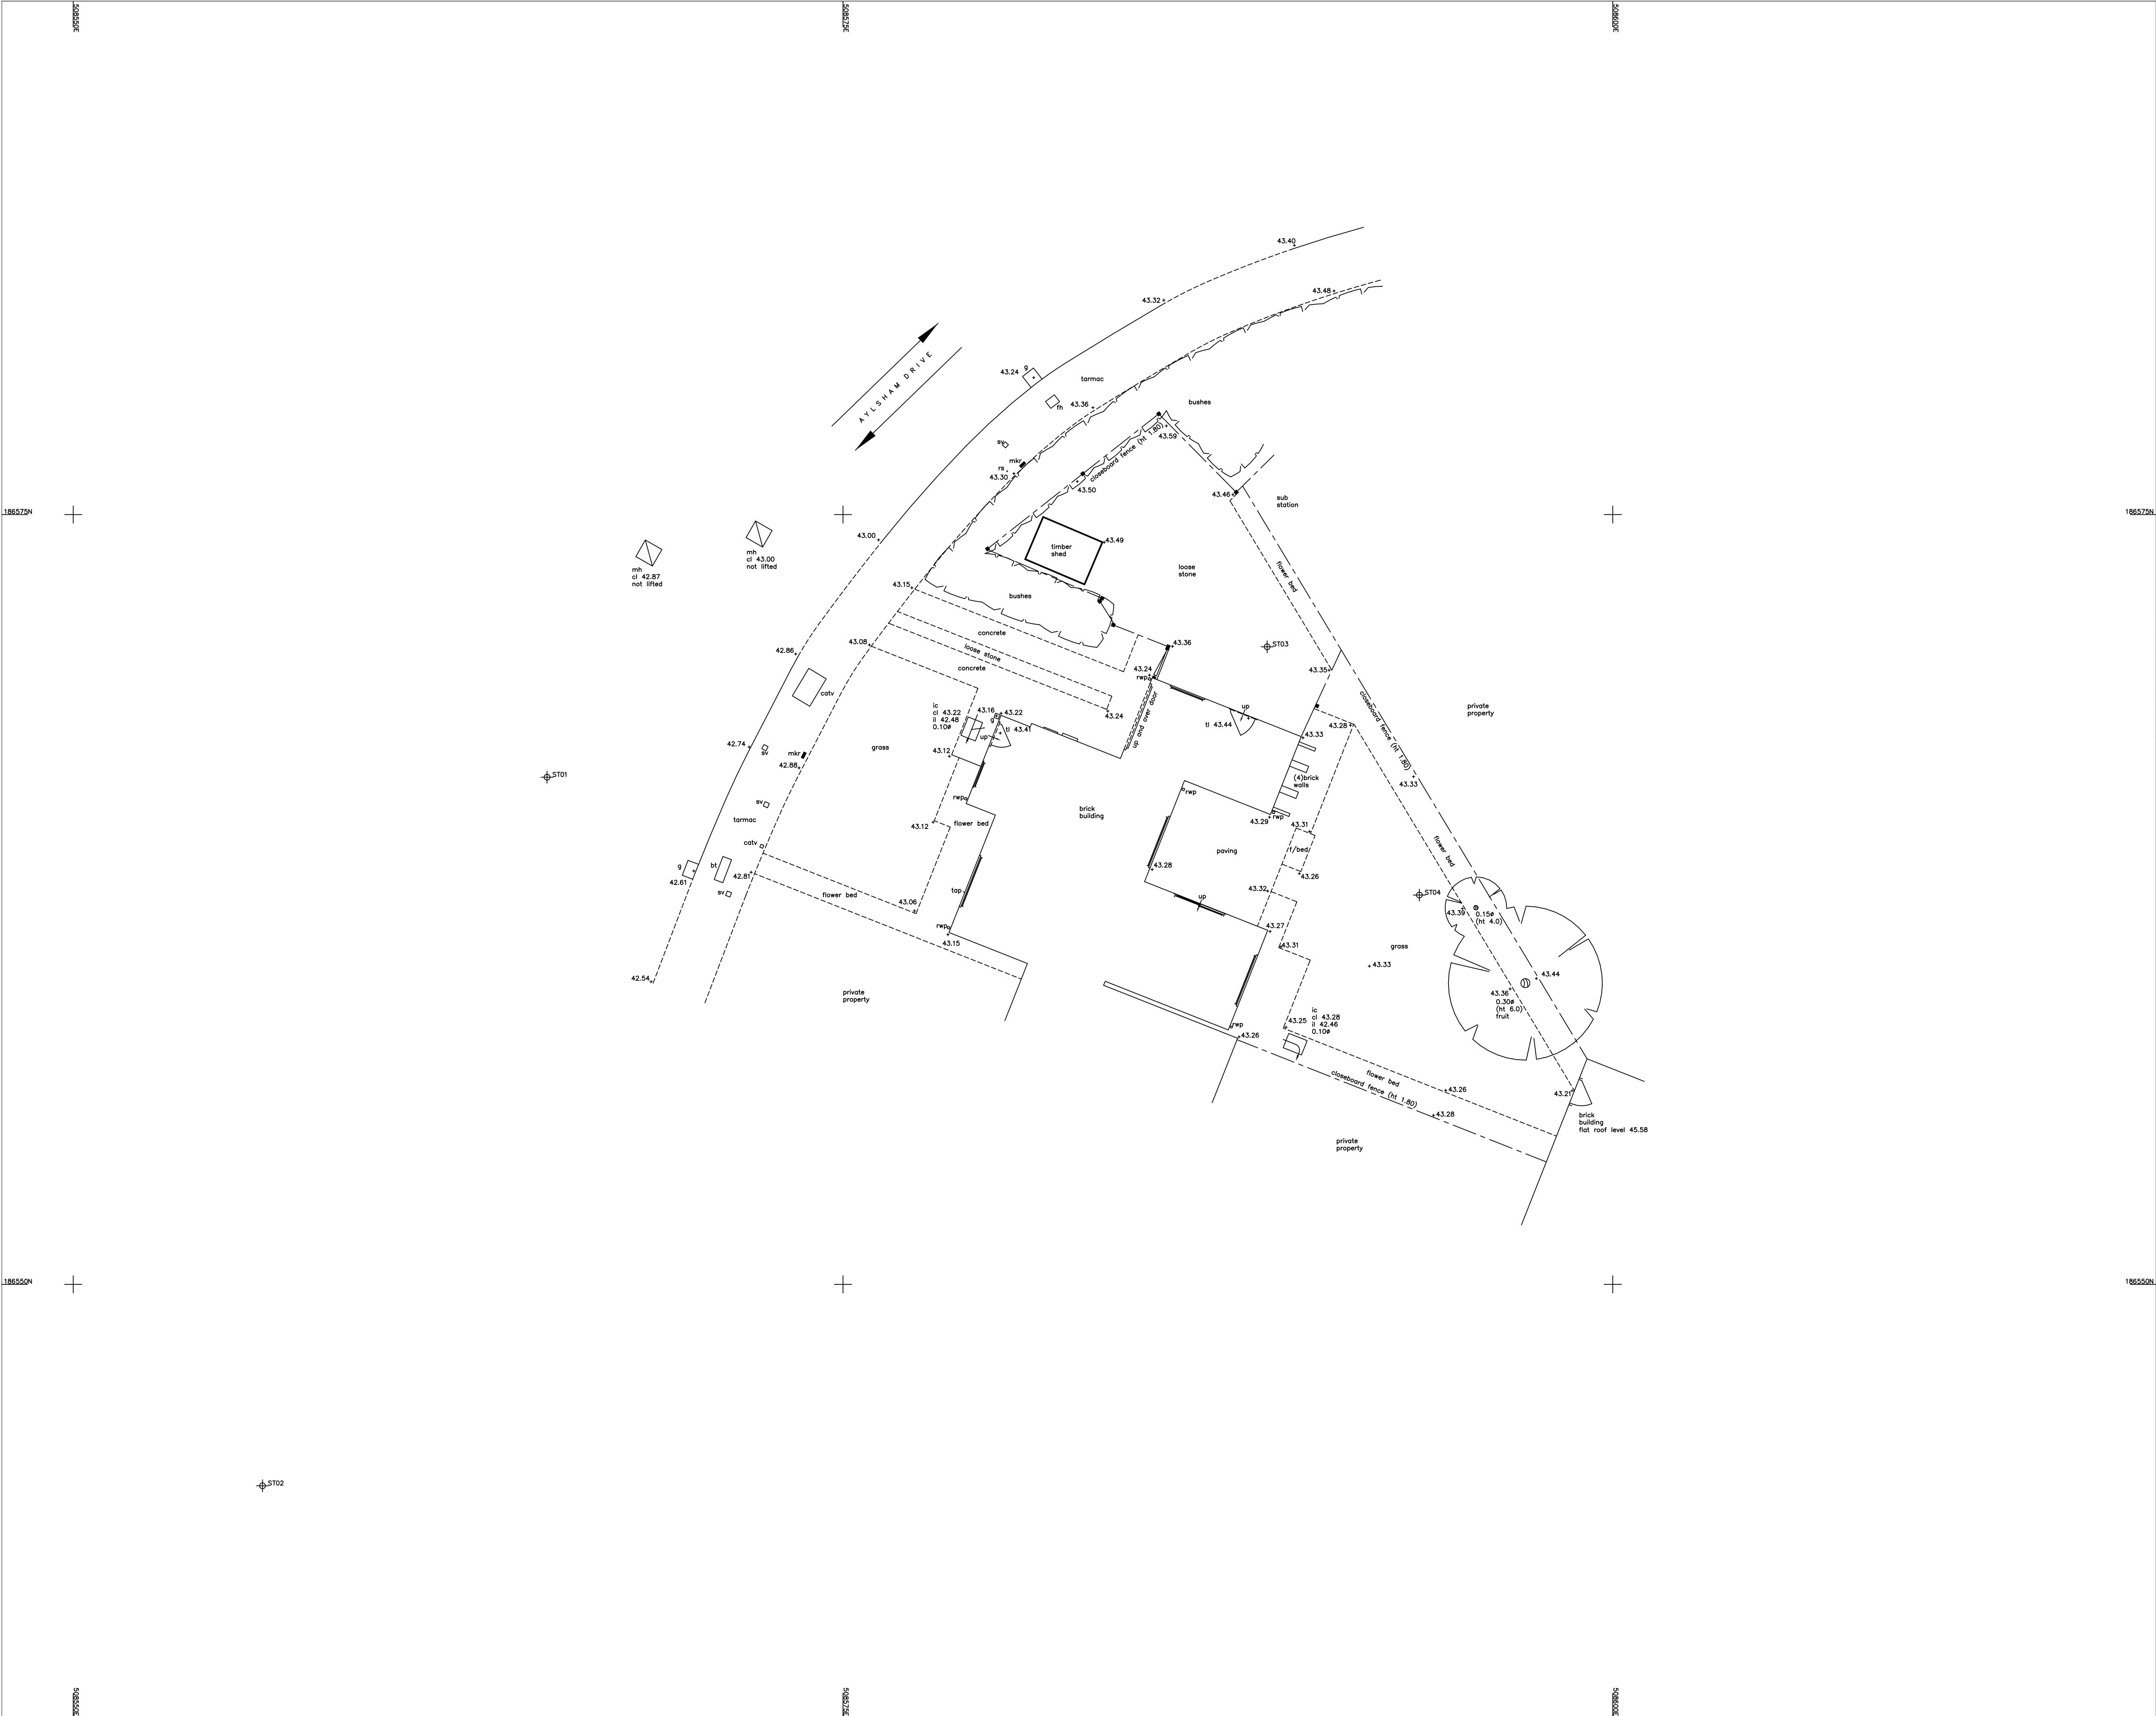 508550E
508575E
508600E
43.40
43.48
43.32
AYLSHAM DRIVE
g
43.24
tarmac
fh
43.36
bushes
sv
closeboard fence (ht 1.80)
43.59
mkr
rs
43.30
43.50
43.46
sub
station
186575N
186575N
43.00
43.49
timber
shed
mh
cl 43.00
not lifted
mh
cl 42.87
not lifted
loose
stone
flower bed
43.15
bushes
concrete
43.08
43.36
ST03
42.86
loose stone
concrete
43.24
rwp
43.35
catv
closeboard fence (ht 1.80)
private
property
ic
cl 43.22
il 42.48
0.10ø
43.16
43.22
g
43.24
up
tl 43.44
43.28
up
tl 41.41
up and over door
43.33
42.74
sv
mkr
grass
43.12
42.88
ST01
(4)brick
walls
43.33
rwp
rwp
sv
brick
building
tarmac
43.12
flower bed
43.29
rwp
43.31
catv
paving
f/bed
flower bed
g
bt
43.28
42.61
42.81
43.26
sv
flower bed
tap
up
43.32
ST04
43.06
43.39
0.15ø
(ht 4.0)
rwp
43.27
43.15
43.31
grass
43.33
43.44
42.54
private
property
43.36
0.30ø
(ht 6.0)
fruit
ic
cl 43.28
il 42.46
0.10ø
43.25
rwp
43.26
flower bed
closeboard fence (ht 1.80)
43.26
43.21
43.28
brick
building
flat roof level 45.58
private
property
186550N
186550N
ST02
508550E
508575E
508600E